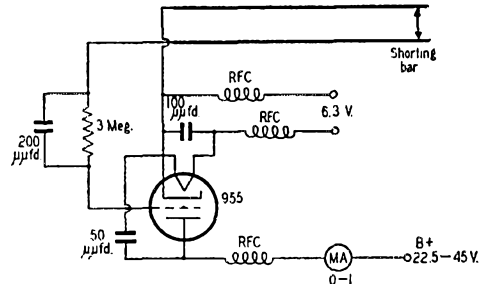 Shorting
bar
RFC
100
μμfd.
RFC
6.3 V.
3 Meg.
200
μμfd.
955
50
μμfd.
RFC
MA
0-1
B+
22.5-45 V.